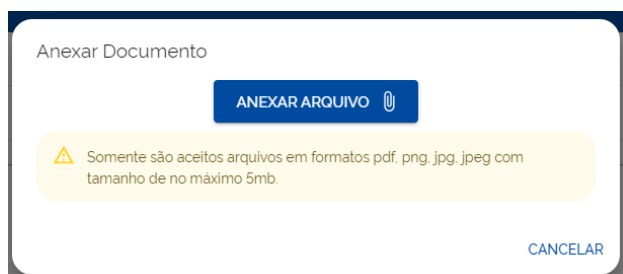 Anexar Documento
ANEXAR ARQUIVO
Somente são aceitos arquivos em formatos pdf, png, jpg, jpeg com
tamanho de no máximo 5mb.
CANCELAR